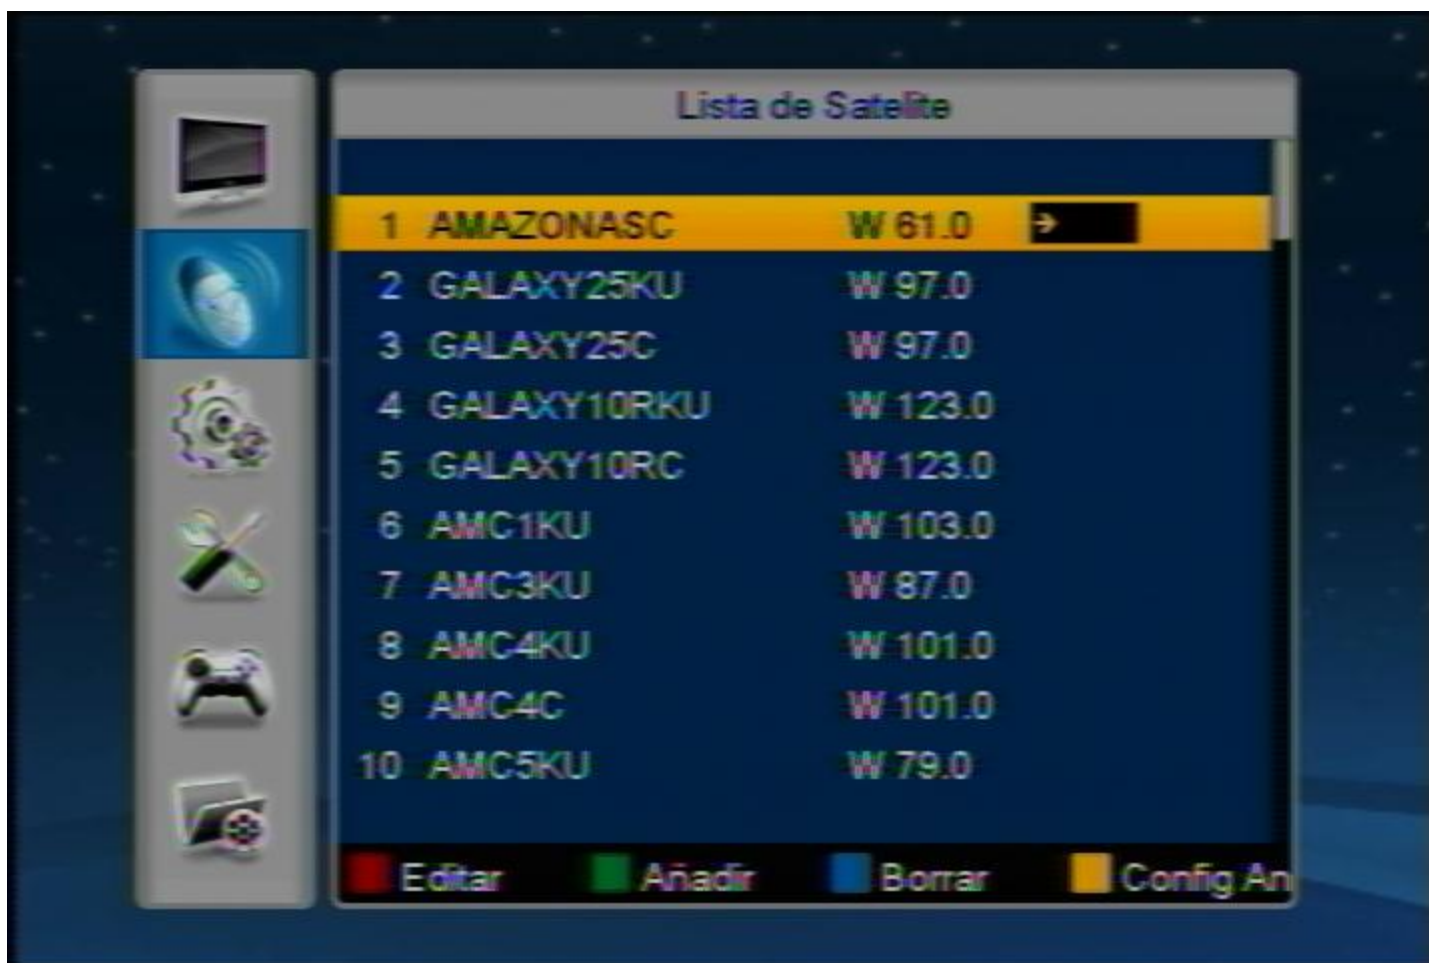 Lista de Satelite
1 AMAZONASC W 61.0
2 GALAXY25KU W 97.0
3 GALAXY25C W 97.0
4 GALAXY10RKU W 123.0
5 GALAXY10RC W 123.0
6 AMC1KU W 103.0
7 AMC3KU W 87.0
8 AMC4KU W 101.0
9 AMC4C W 101.0
10 AMC5KU W 79.0
Editar Añadir Borrar Config An